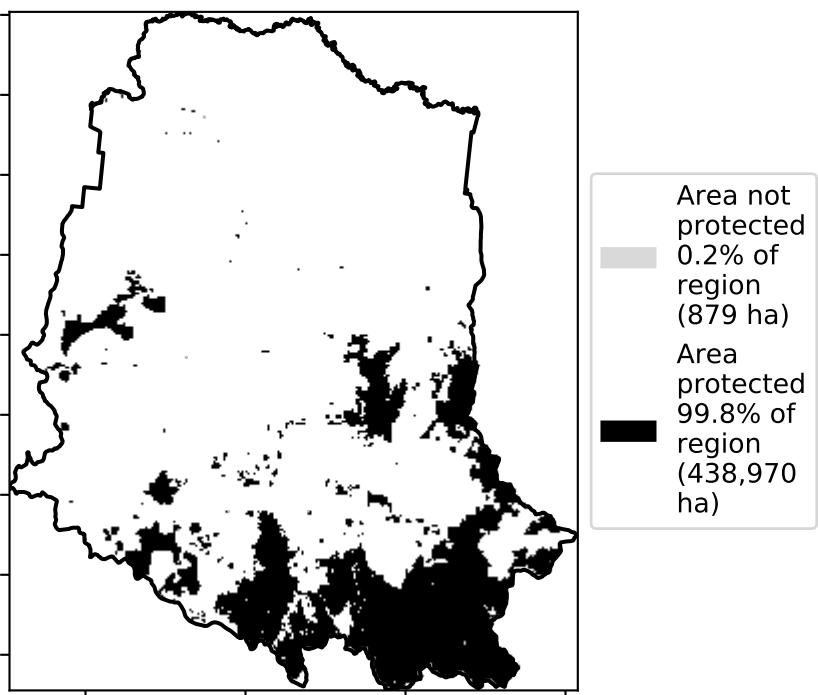 Area not
protected
0.2% of
region
(879 ha)
Area
protected
99.8% of
region
(438,970
ha)